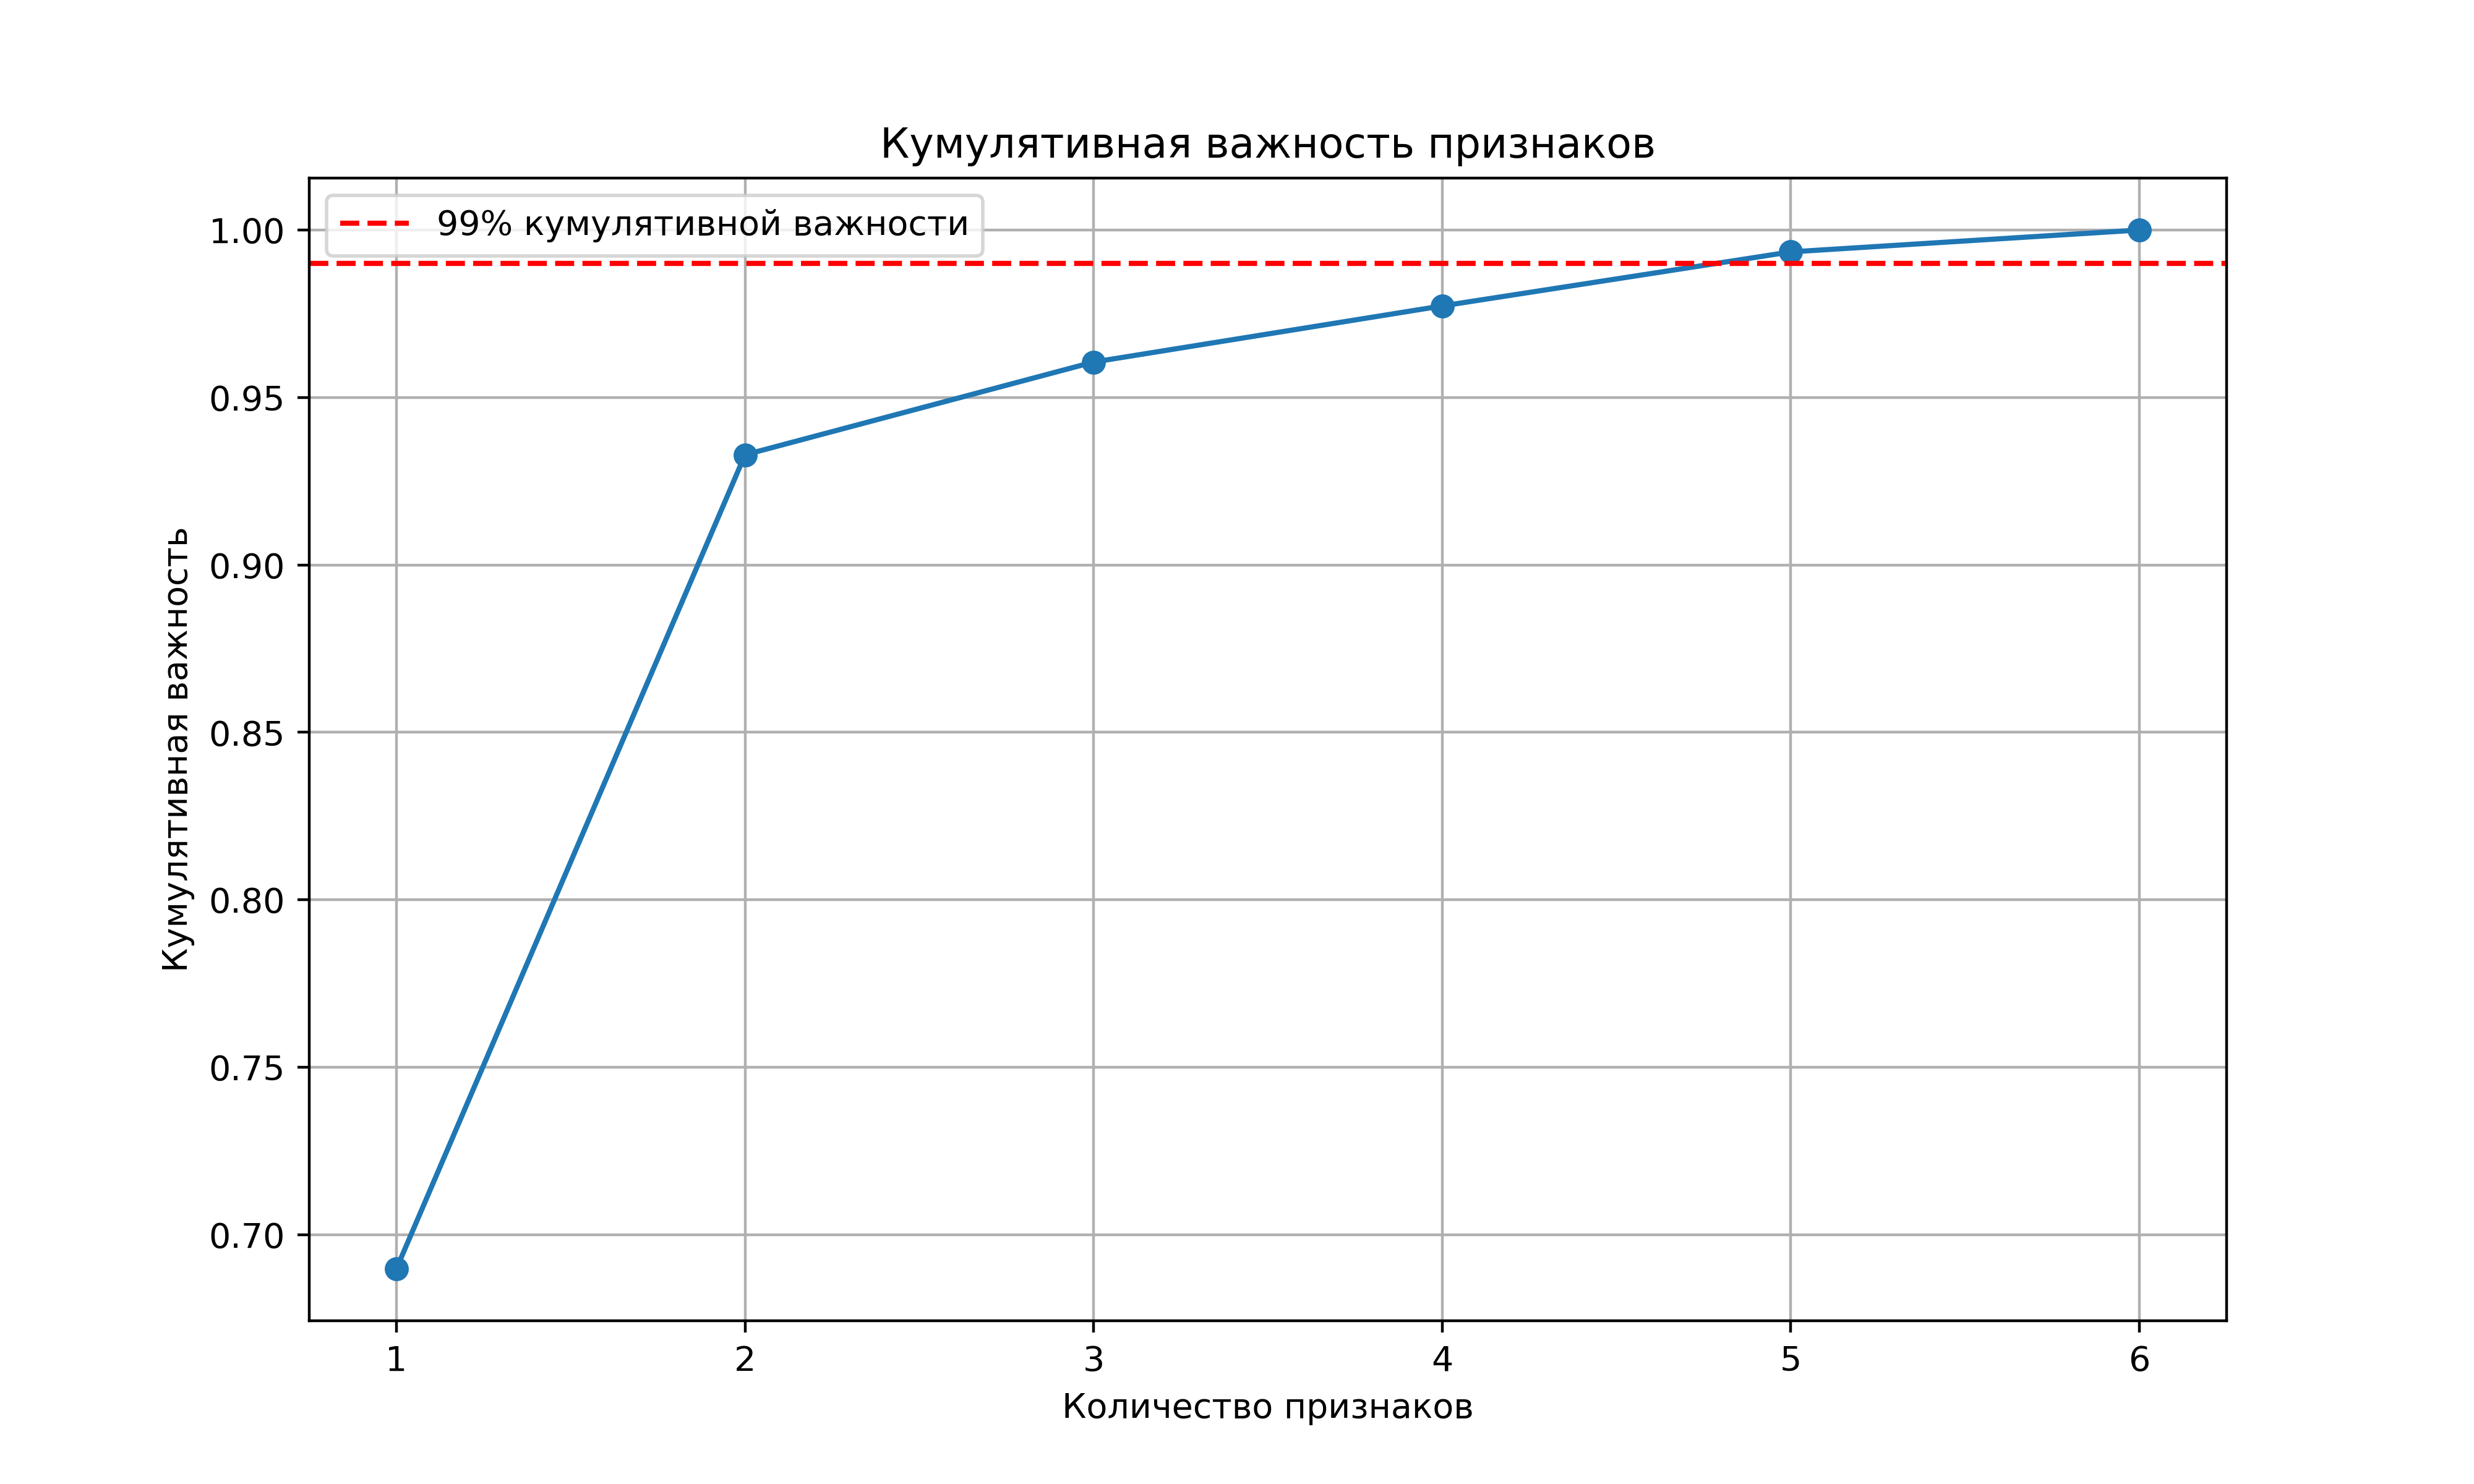 Кумулятивная важность признаков
99% кумулятивной важности
1.00
0.95
0.90
0.85
0.80
0.75
0.70
Кумулятивная важность
1 2 3 4 5 6
Количество признаков